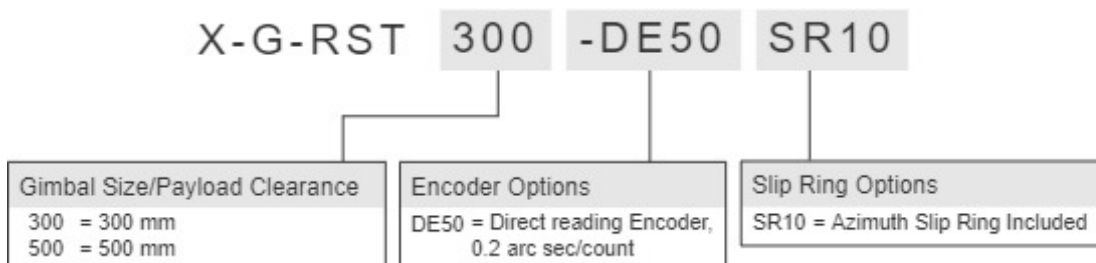 X-G-RST 300 -DE50 SR10
Gimbal Size/Payload Clearance
300 = 300 mm
500 = 500 mm
Encoder Options
DE50 = Direct reading Encoder,
0.2 arc sec/count
Slip Ring Options
SR10 = Azimuth Slip Ring Included